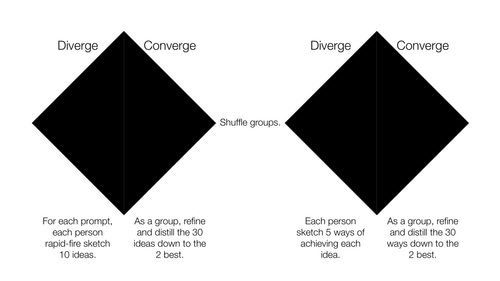 Diverge
Converge
For each prompt,
each person
rapid-fire sketch
10 ideas.
As a group, refine
and distill the 30
ideas down to the
2 best.
Shuffle groups.
Diverge
Converge
Each person
sketch 5 ways of
achieving each
idea.
As a group, refine
and distill the 30
ways down to the
2 best.